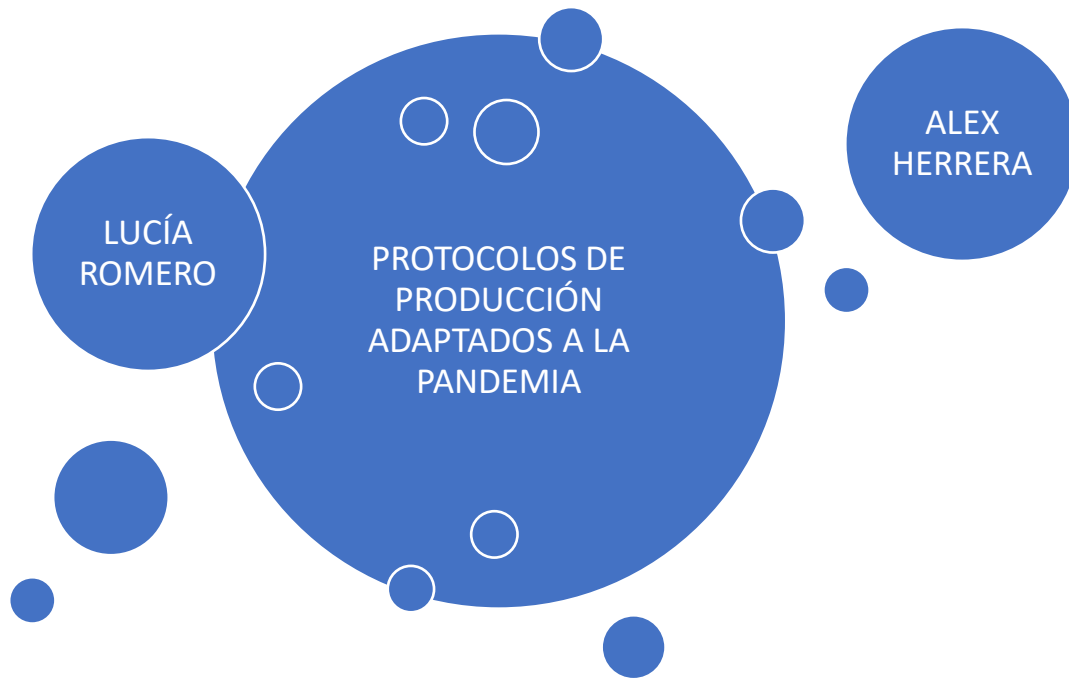 LUCÍA
ROMERO
PROTOCOLOS DE
PRODUCCIÓN
ADAPTADOS A LA
PANDEMIA
ALEX
HERRERA